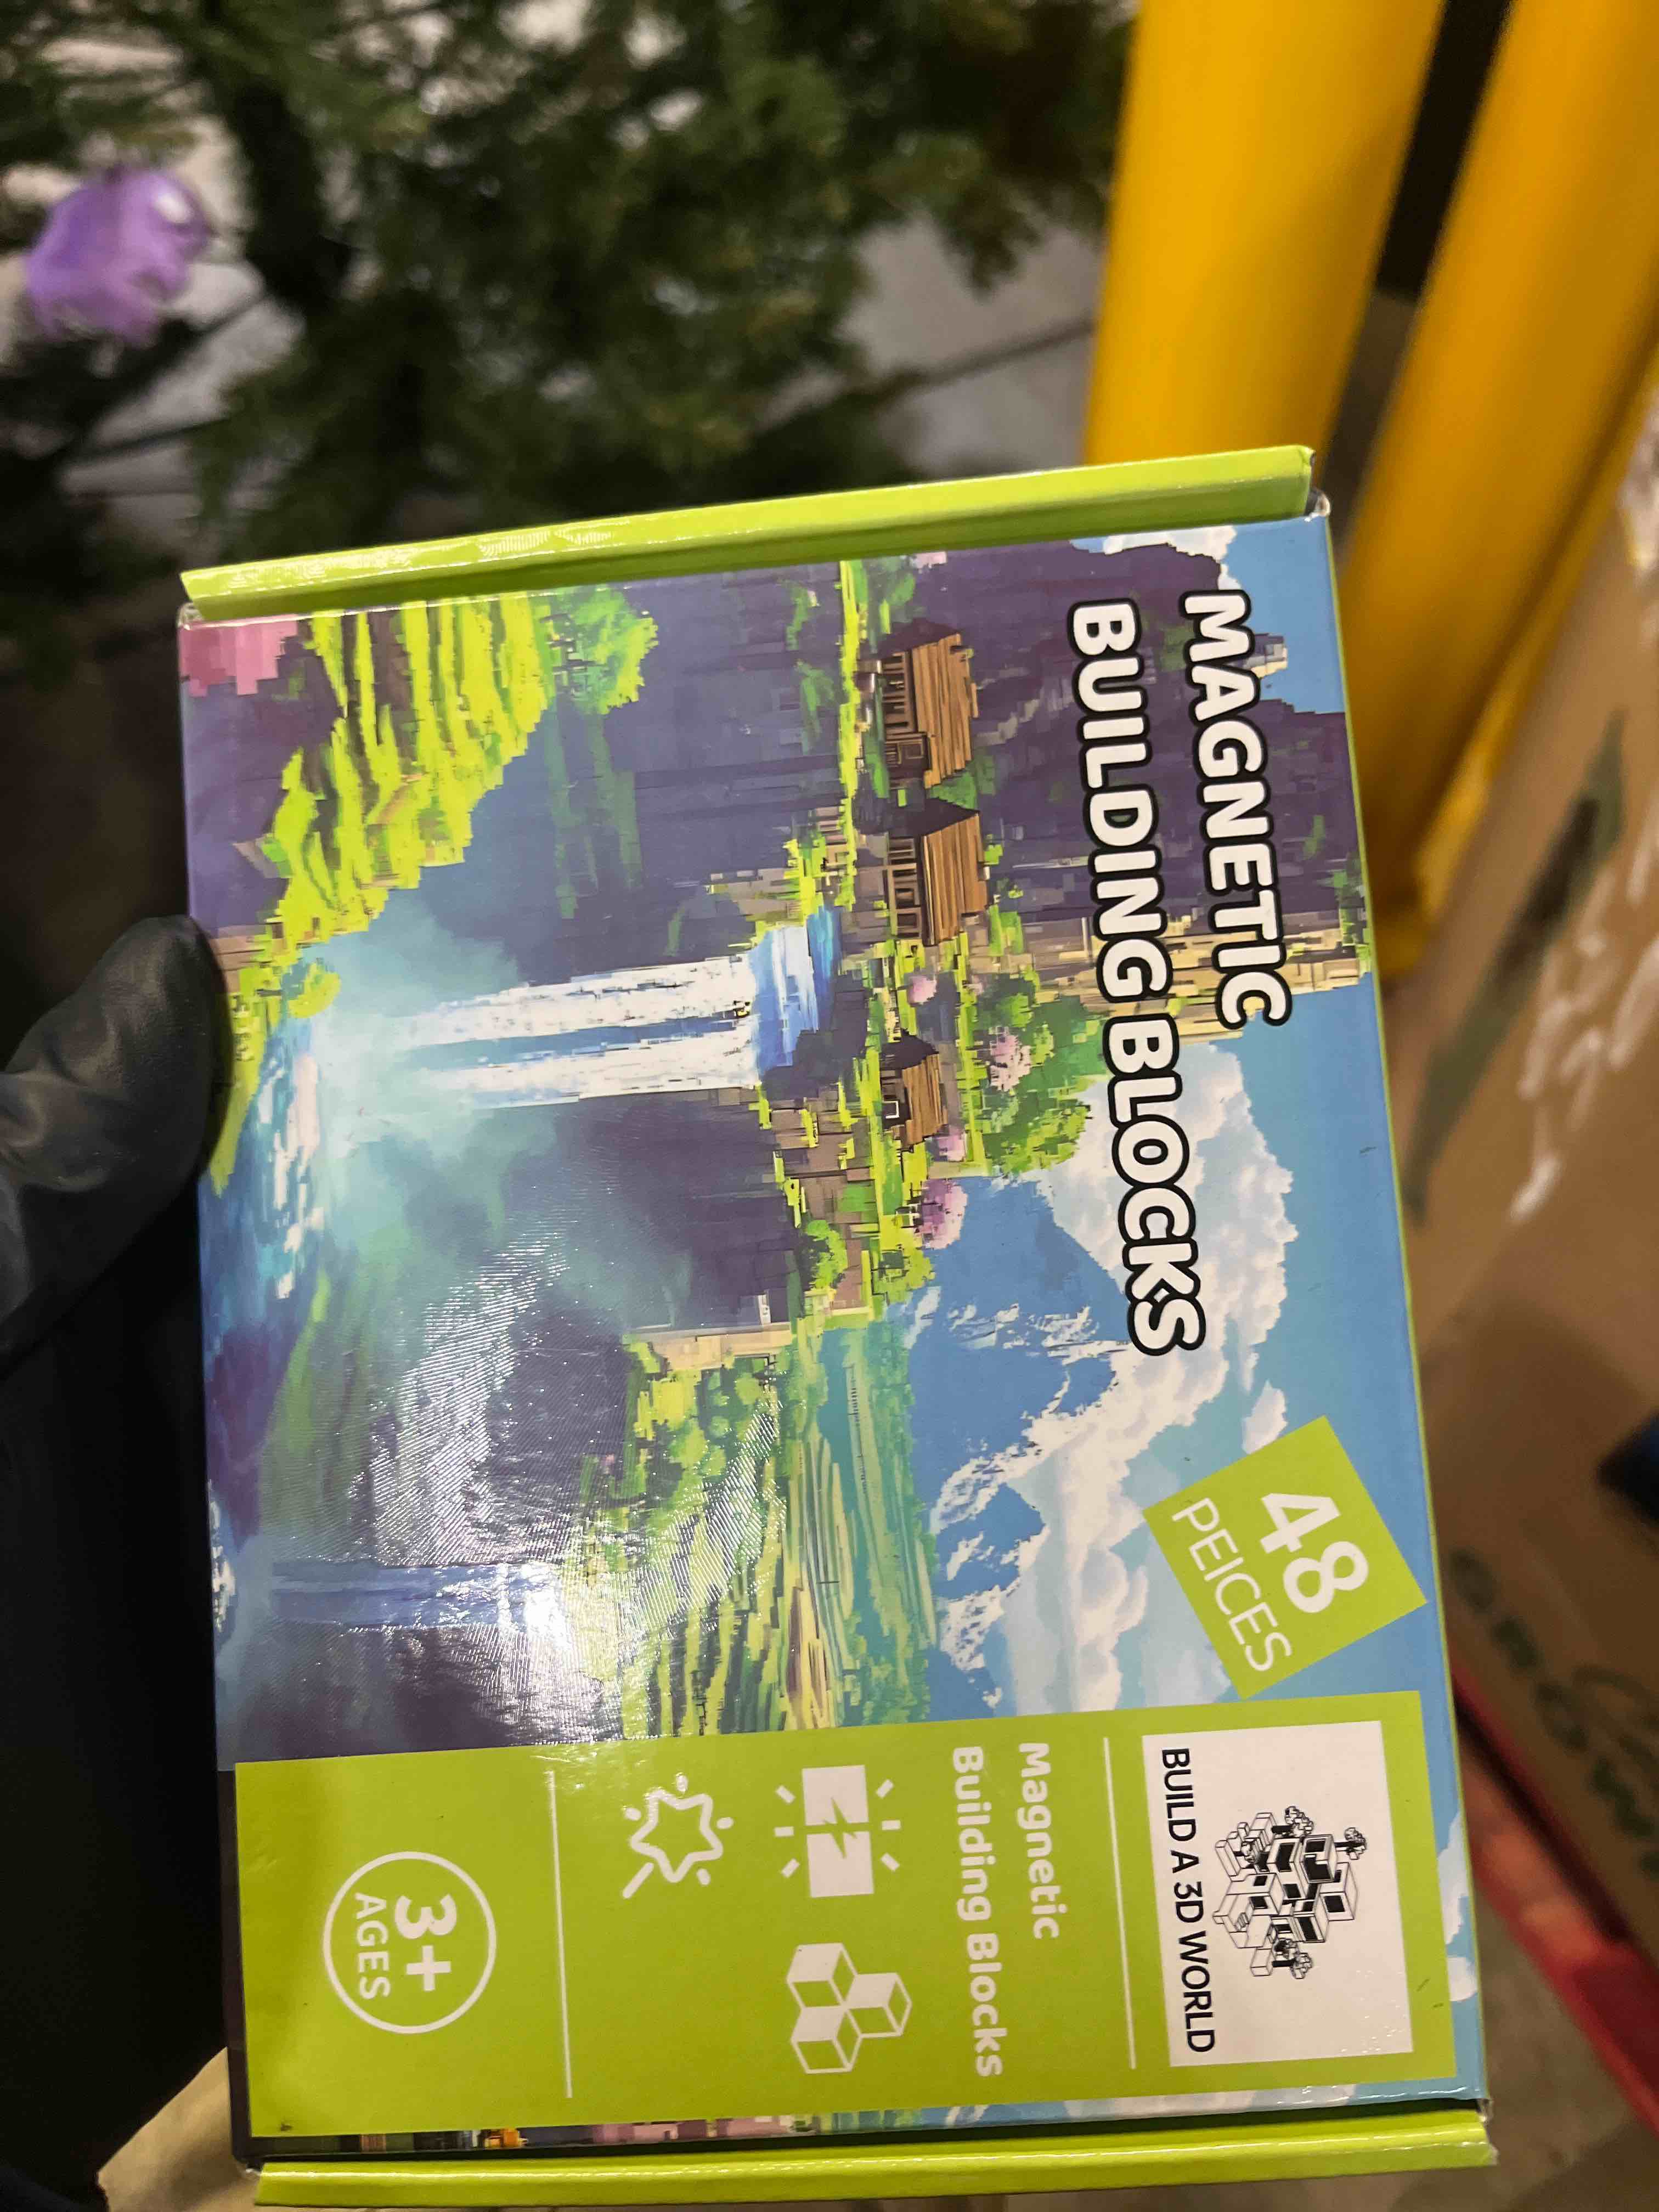 MAGNETIC
BUILDING BLOCKS
48
PEICES
BUILD A 3D WORLD
Magnetic
Building Blocks
3+
AGES